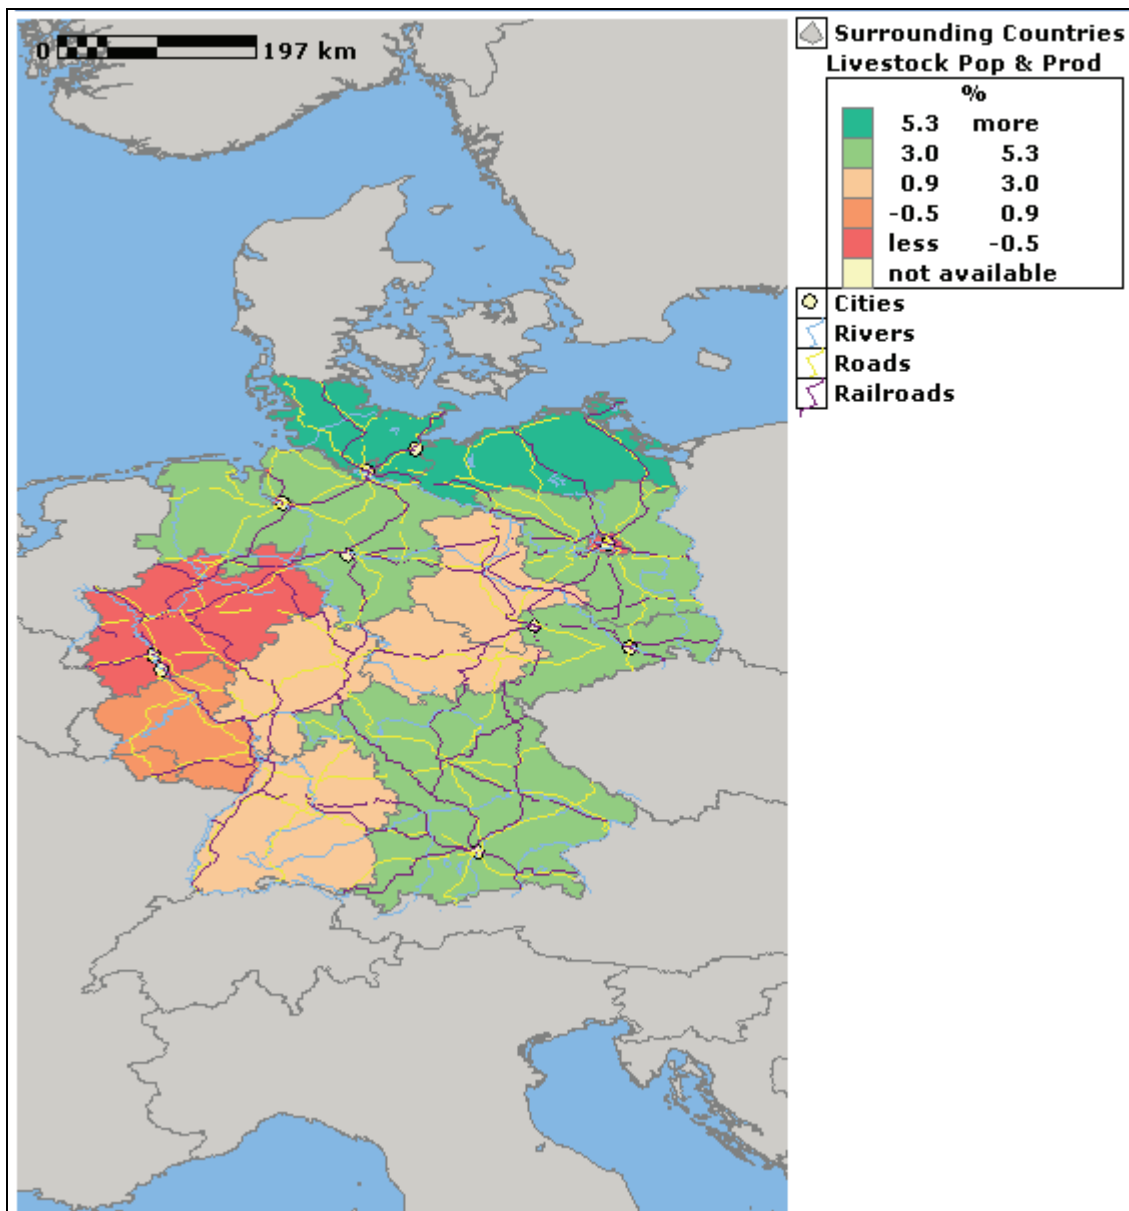 0 197 km
Surrounding Countries
Livestock Pop & Prod
%
5.3 more
3.0 5.3
0.9 3.0
-0.5 0.9
less -0.5
not available
Cities
Rivers
Roads
Railroads